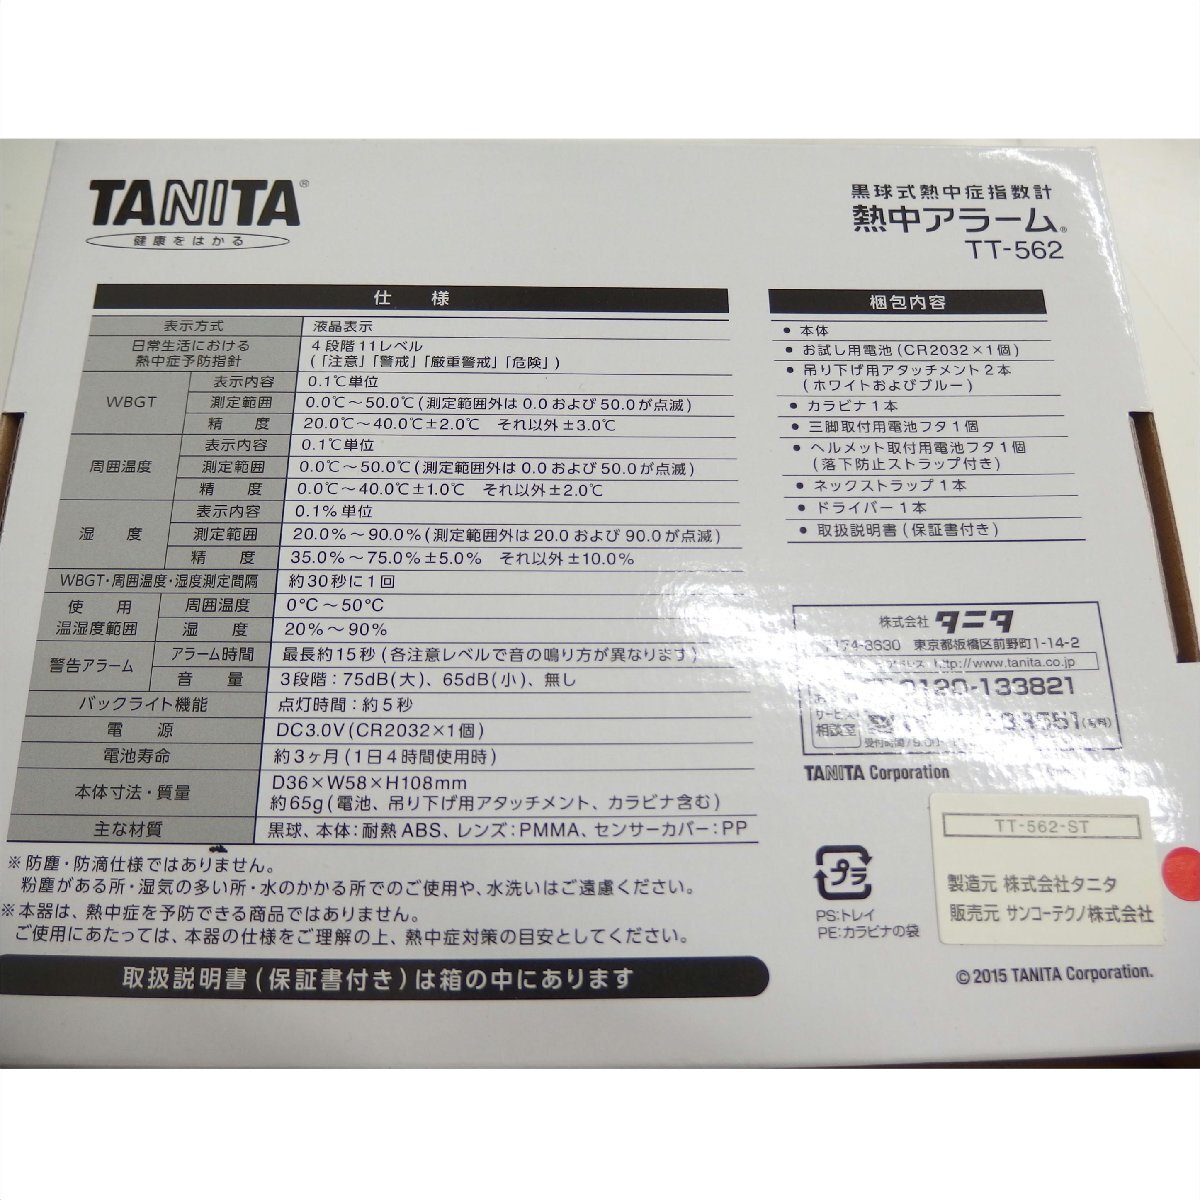 TANITA®
健康をはかる
黒球式熱中症指数計
熱中アラーム®
TT-562
仕 様
表示方式 液晶表示
日常生活における
熱中症予防指針
4段階11レベル
(「注意」「警戒」「厳重警戒」「危険」)
WBGT
表示内容 0.1℃単位
測定範囲 0.0℃～50.0℃(測定範囲外は0.0および50.0が点滅)
精 度 20.0℃～40.0℃±2.0℃ それ以外±3.0℃
周囲温度
表示内容 0.1℃単位
測定範囲 0.0℃～50.0℃(測定範囲外は0.0および50.0が点滅)
精 度 0.0℃～40.0℃±1.0℃ それ以外±2.0℃
湿 度
表示内容 0.1%単位
測定範囲 20.0%～90.0%(測定範囲外は20.0および90.0が点滅)
精 度 35.0%～75.0%±5.0% それ以外±10.0%
WBGT・周囲温度・湿度測定間隔 約30秒に1回
使 用
温湿度範囲
周囲温度 0℃～50℃
湿 度 20%～90%
警告アラーム
アラーム時間 最長約15秒(各注意レベルで音の鳴り方が異なります)
音 量 3段階：75dB(大)、65dB(小)、無し
バックライト機能 点灯時間：約5秒
電 源 DC3.0V(CR2032×1個)
電池寿命 約3ヶ月(1日4時間使用時)
本体寸法・質量
D36×W58×H108mm
約65g(電池、吊り下げ用アタッチメント、カラビナ含む)
主な材質 黒球、本体：耐熱ABS、レンズ：PMMA、センサーカバー：PP
※防塵・防滴仕様ではありません。
粉塵がある所・湿気の多い所・水のかかる所でのご使用や、水洗いはご遠慮ください。
※本器は、熱中症を予防できる商品ではありません。
ご使用にあたっては、本器の仕様をご理解の上、熱中症対策の目安としてください。
取扱説明書(保証書付き)は箱の中にあります
梱包内容
● 本体
● お試し用電池(CR2032×1個)
● 吊り下げ用アタッチメント2本
(ホワイトおよびブルー)
● カラビナ1本
● 三脚取付用電池フタ1個
● ヘルメット取付用電池フタ1個
(落下防止ストラップ付き)
● ネックストラップ1本
● ドライバー1本
● 取扱説明書(保証書付き)
株式会社 タニタ
174-8630 東京都板橋区前野町1-14-2
http://www.tanita.co.jp
0120-133821
サービス
相談室
TANITA Corporation
TT-562-ST
製造元 株式会社タニタ
販売元 サンコーテクノ株式会社
プラ
PS:トレイ
PE:カラビナの袋
©2015 TANITA Corporation.